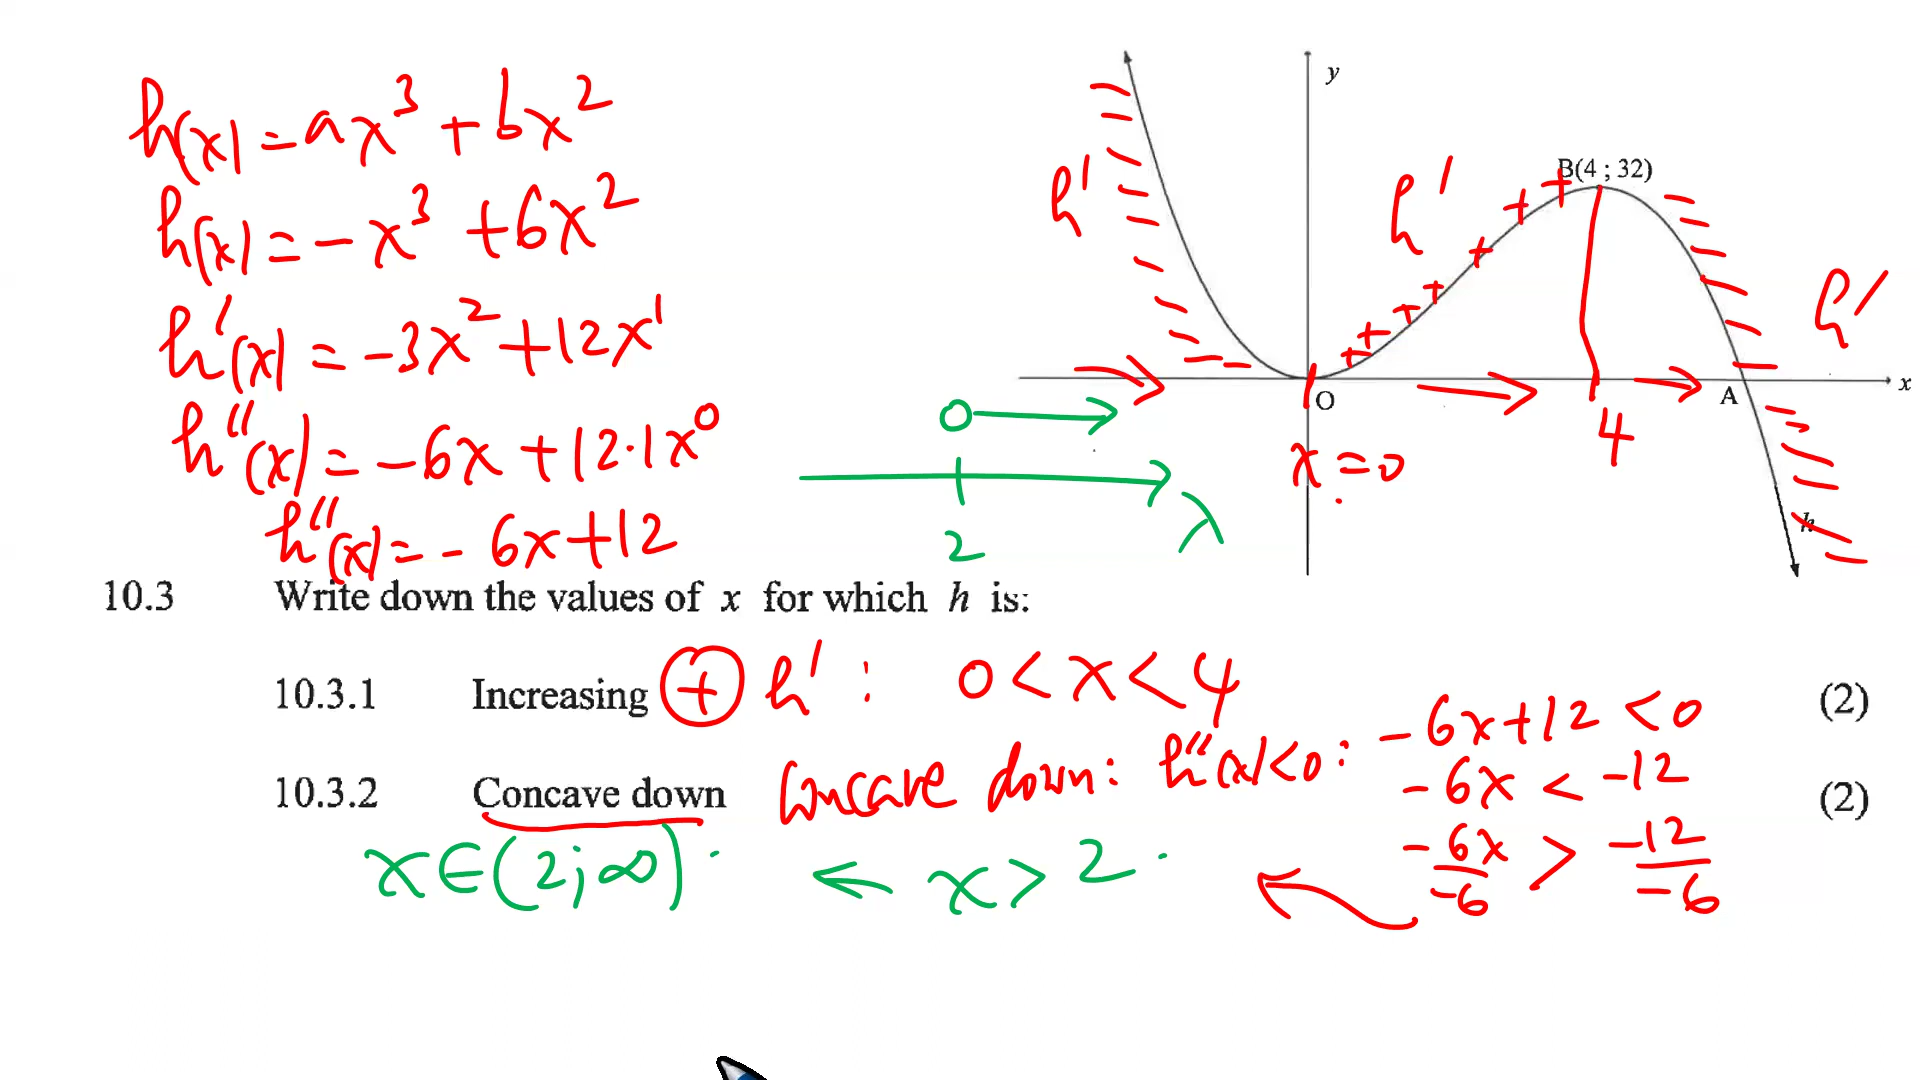 h(x) = ax³ + bx²
h(x) = -x³ + 6x²
h'(x) = -3x² + 12x¹
h''(x) = -6x + 12·1x⁰
h''(x) = -6x + 12
y
B(4 ; 32)
h'
h'
h'
x
O
A
4
x = 0
h
x
2
10.3 Write down the values of x for which h is:
10.3.1 Increasing (+) h' : 0 < x < 4 (2)
10.3.2 Concave down Concave down: h''(x) < 0 : -6x + 12 < 0 (2)
-6x < -12
-6x/-6 > -12/-6
x ∈ (2; ∞). ← x > 2.